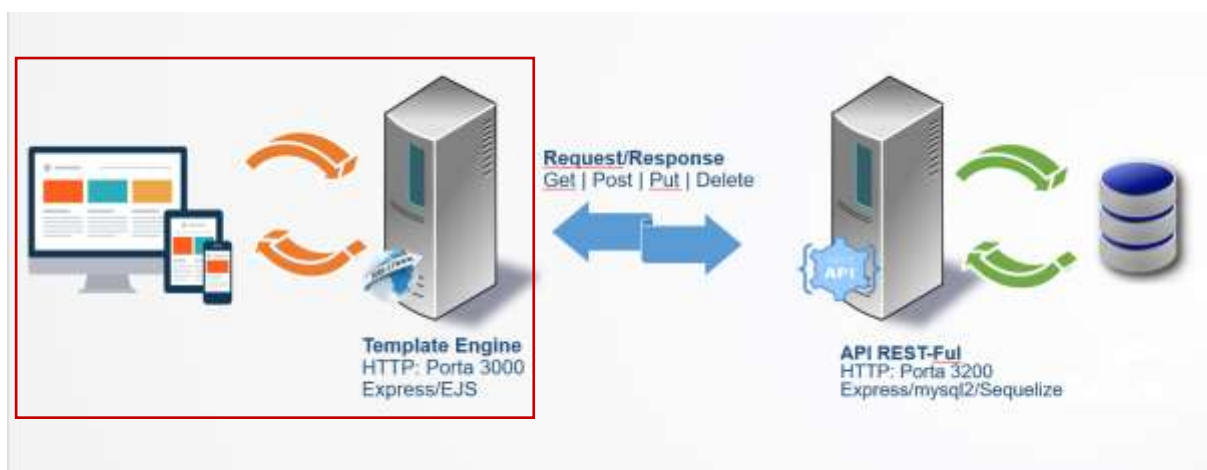 Request/Response
Get | Post | Put | Delete
API
Template Engine
HTTP: Porta 3000
Express/EJS
API REST-Ful
HTTP: Porta 3200
Express/mysql2/Sequelize